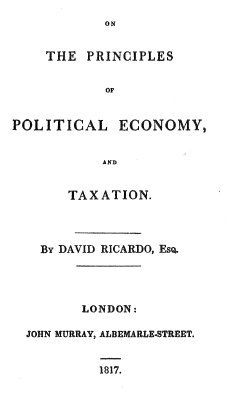 ON
THE PRINCIPLES
OF
POLITICAL ECONOMY,
AND
TAXATION.
BY DAVID RICARDO, ESQ.
LONDON:
JOHN MURRAY, ALBEMARLE-STREET.
1817.